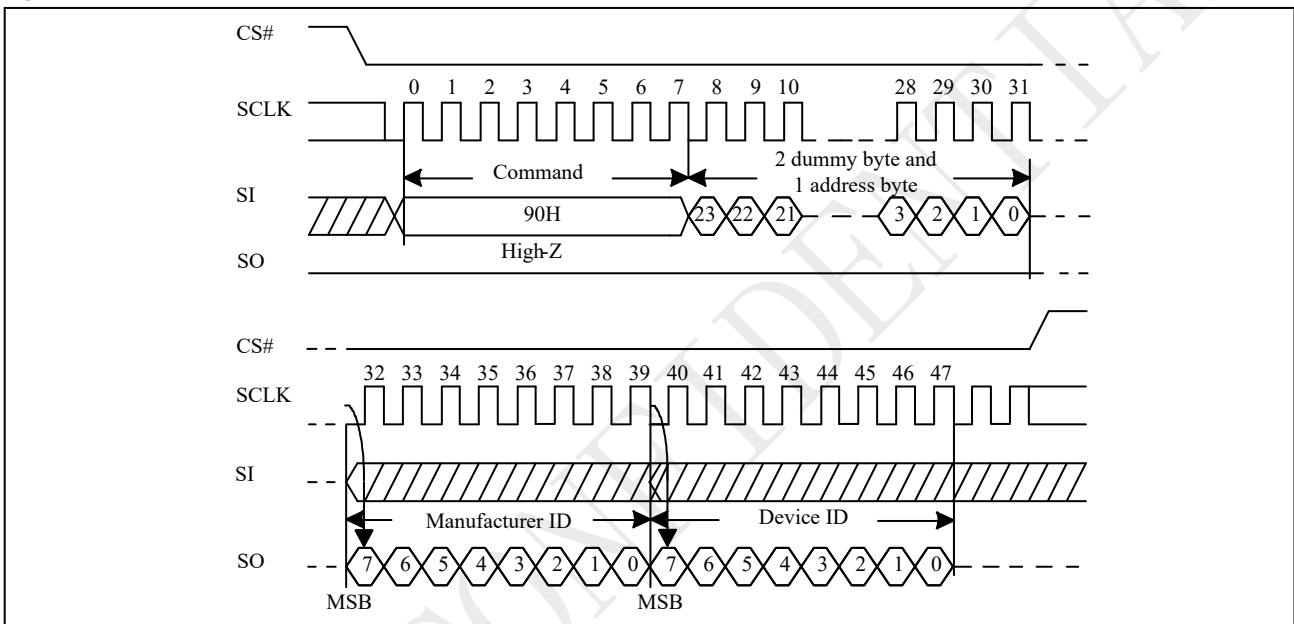 CS#
SCLK
0 1 2 3 4 5 6 7 8 9 10 28 29 30 31
Command
2 dummy byte and
1 address byte
SI
90H
23 22 21 3 2 1 0
High-Z
SO
CS#
SCLK
32 33 34 35 36 37 38 39 40 41 42 43 44 45 46 47
SI
Manufacturer ID
Device ID
SO
7 6 5 4 3 2 1 0 7 6 5 4 3 2 1 0
MSB
MSB
CONFIDENTIA